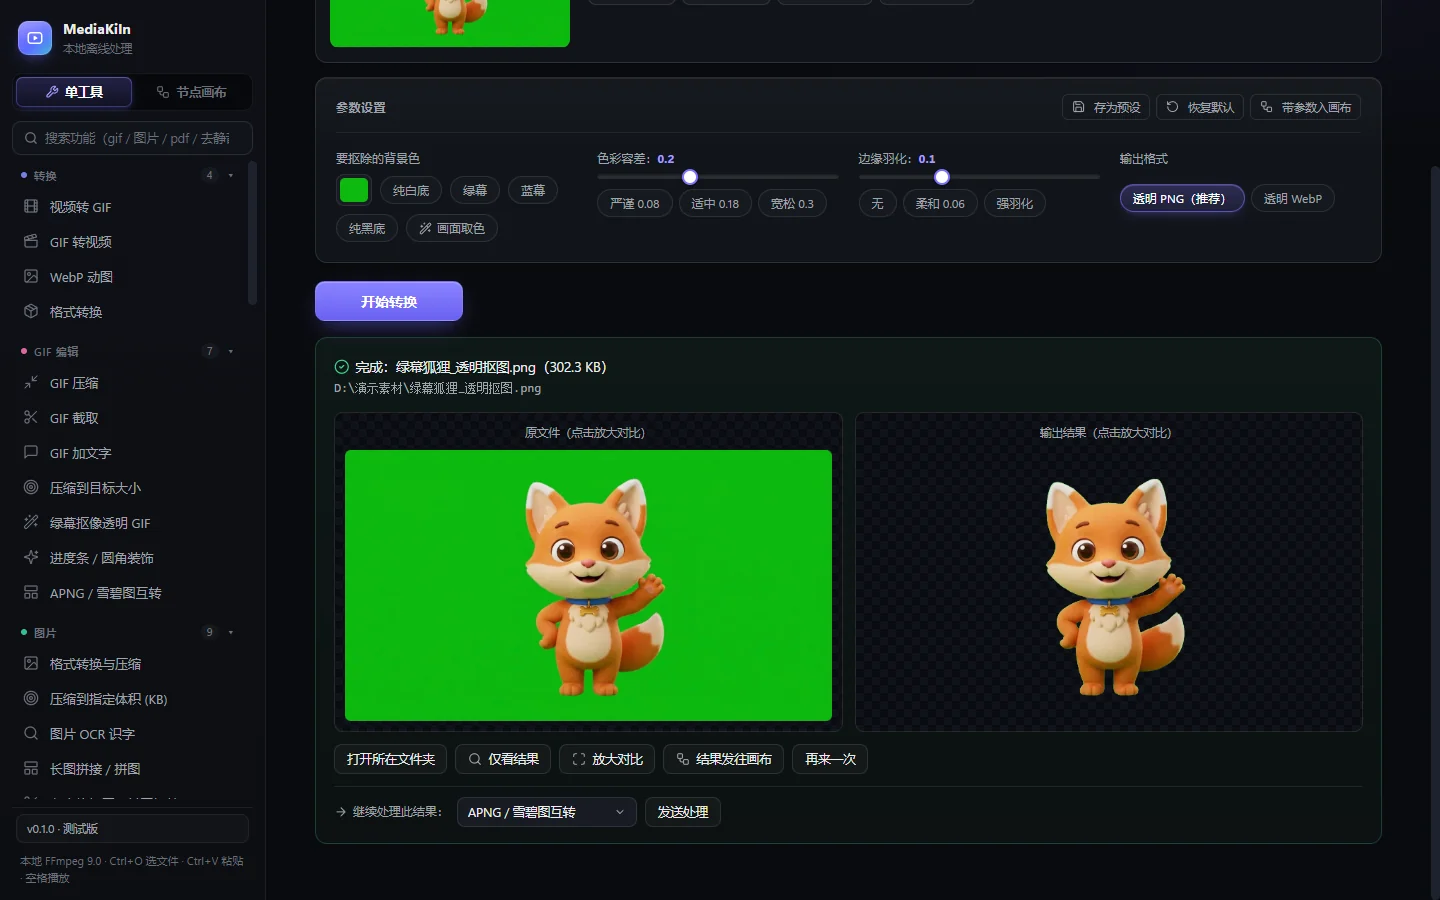 MediaKiln
本地离线处理
单工具
节点画布
搜索功能（gif / 图片 / pdf / 去静
转换
4
视频转 GIF
GIF 转视频
WebP 动图
格式转换
GIF 编辑
7
GIF 压缩
GIF 截取
GIF 加文字
压缩到目标大小
绿幕抠像透明 GIF
进度条 / 圆角装饰
APNG / 雪碧图互转
图片
9
格式转换与压缩
压缩到指定体积 (KB)
图片 OCR 识字
长图拼接 / 拼图
v0.1.0 · 测试版
本地 FFmpeg 9.0 · Ctrl+O 选文件 · Ctrl+V 粘贴
· 空格播放
参数设置
存为预设
恢复默认
带参数入画布
要抠除的背景色
纯白底
绿幕
蓝幕
纯黑底
画面取色
色彩容差：0.2
严谨 0.08
适中 0.18
宽松 0.3
边缘羽化：0.1
无
柔和 0.06
强羽化
输出格式
透明 PNG（推荐）
透明 WebP
开始转换
完成：绿幕狐狸_透明抠图.png（302.3 KB）
D:\演示素材\绿幕狐狸_透明抠图.png
原文件（点击放大对比）
输出结果（点击放大对比）
打开所在文件夹
仅看结果
放大对比
结果发往画布
再来一次
继续处理此结果：
APNG / 雪碧图互转
发送处理